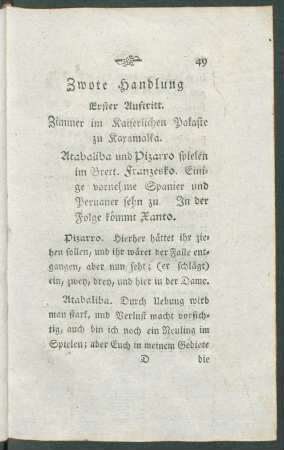 49
Zwote Handlung
Erster Auftritt.
Zimmer im Kaiserlichen Palaste
zu Kaxamalka.
Atabaliba und Pizarro spielen
im Brett. Franzesko. Eini-
ge vornehme Spanier und
Peruaner sehn zu. In der
Folge kömmt Xanto.
Pizarro. Hierher hättet ihr zie-
hen sollen, und ihr wäret der Falle ent-
gangen, aber nun seht; (er schlägt)
ein, zwey, drey, und hier in der Dame.
Atabaliba. Durch Uebung wird
man stark, und Verlust macht vorsich-
tig, auch bin ich noch ein Neuling im
Spielen; aber Euch in meinem Gebiete
D die